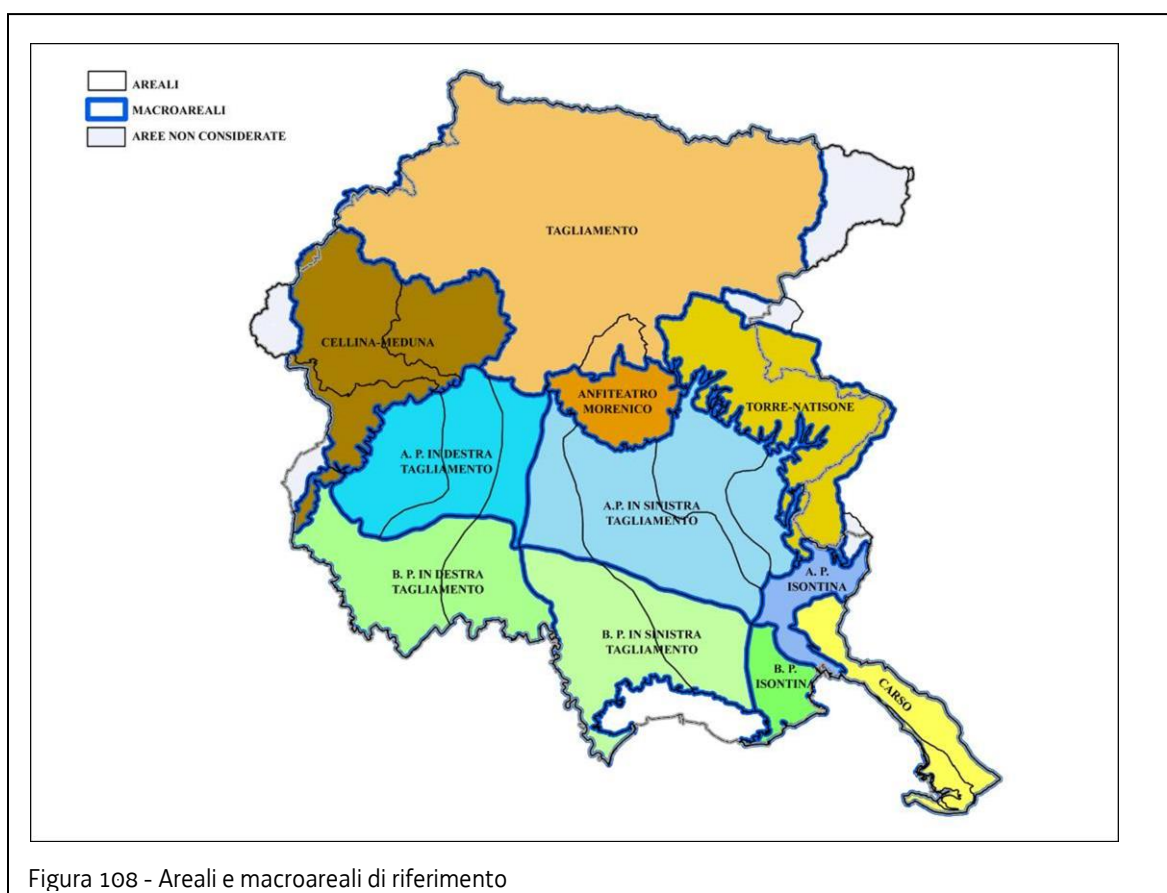 AREALI
MACROAREALI
AREE NON CONSIDERATE
TAGLIAMENTO
CELLINA-MEDUNA
ANFITEATRO
MORENICO
TORRE-NATISONE
A. P. IN DESTRA
TAGLIAMENTO
A.P. IN SINISTRA
TAGLIAMENTO
A. P.
ISONTINA
B. P. IN DESTRA
TAGLIAMENTO
B. P. IN SINISTRA
TAGLIAMENTO
B. P.
ISONTINA
CARSO
Figura 108 - Areali e macroareali di riferimento